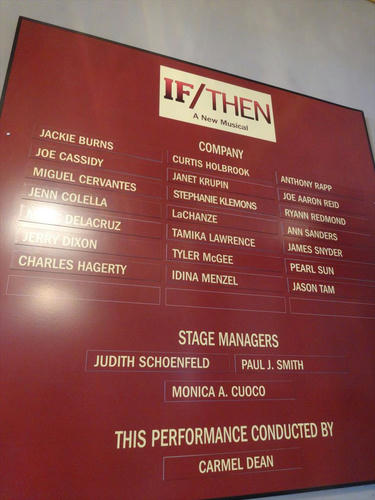 IF/THEN
A New Musical
COMPANY
JACKIE BURNS
JOE CASSIDY
MIGUEL CERVANTES
JENN COLELLA
DELACRUZ
JERRY DIXON
CHARLES HAGERTY
CURTIS HOLBROOK
JANET KRUPIN
STEPHANIE KLEMONS
LaCHANZE
TAMIKA LAWRENCE
TYLER McGEE
IDINA MENZEL
ANTHONY RAPP
JOE AARON REID
RYANN REDMOND
ANN SANDERS
JAMES SNYDER
PEARL SUN
JASON TAM
STAGE MANAGERS
JUDITH SCHOENFELD
PAUL J. SMITH
MONICA A. CUOCO
THIS PERFORMANCE CONDUCTED BY
CARMEL DEAN